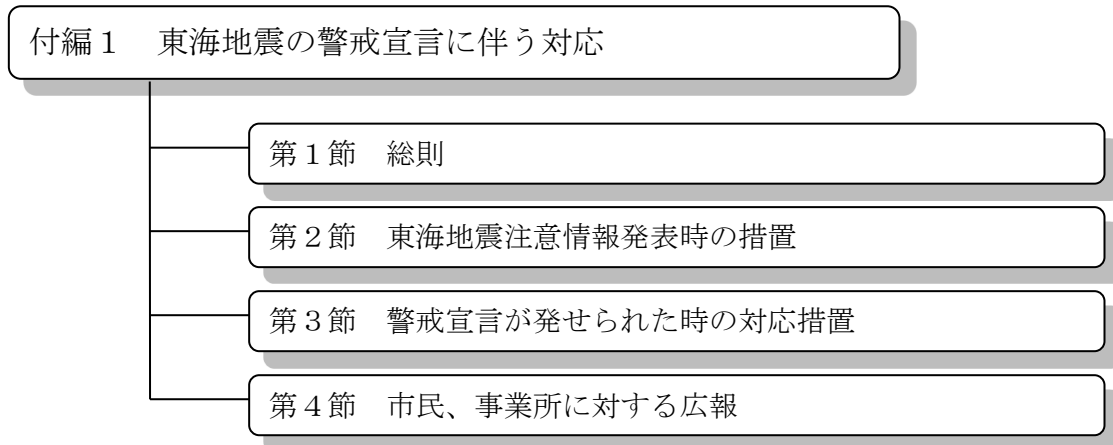 付編１　東海地震の警戒宣言に伴う対応
第１節　総則
第２節　東海地震注意情報発表時の措置
第３節　警戒宣言が発せられた時の対応措置
第４節　市民、事業所に対する広報